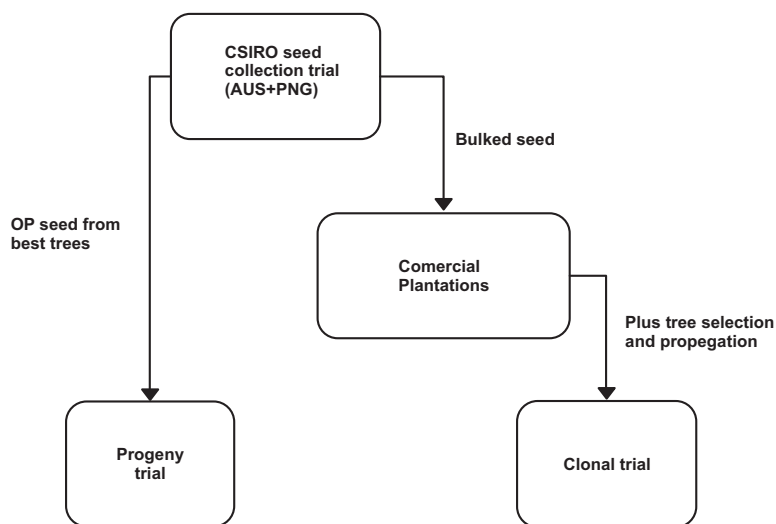 CSIRO seed
collection trial
(AUS+PNG)
Bulked seed
OP seed from
best trees
Comercial
Plantations
Plus tree selection
and propegation
Progeny
trial
Clonal trial